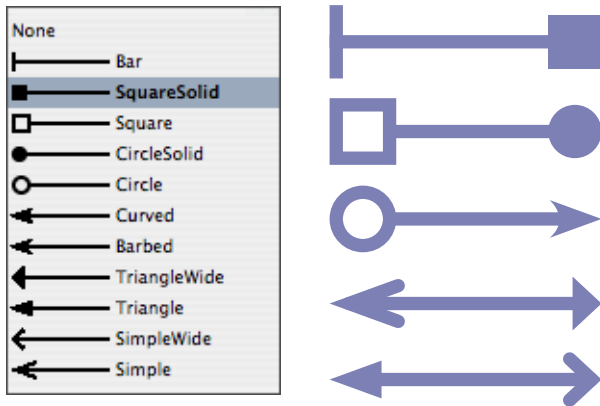 None
Bar
SquareSolid
Square
CircleSolid
Circle
Curved
Barbed
TriangleWide
Triangle
SimpleWide
Simple